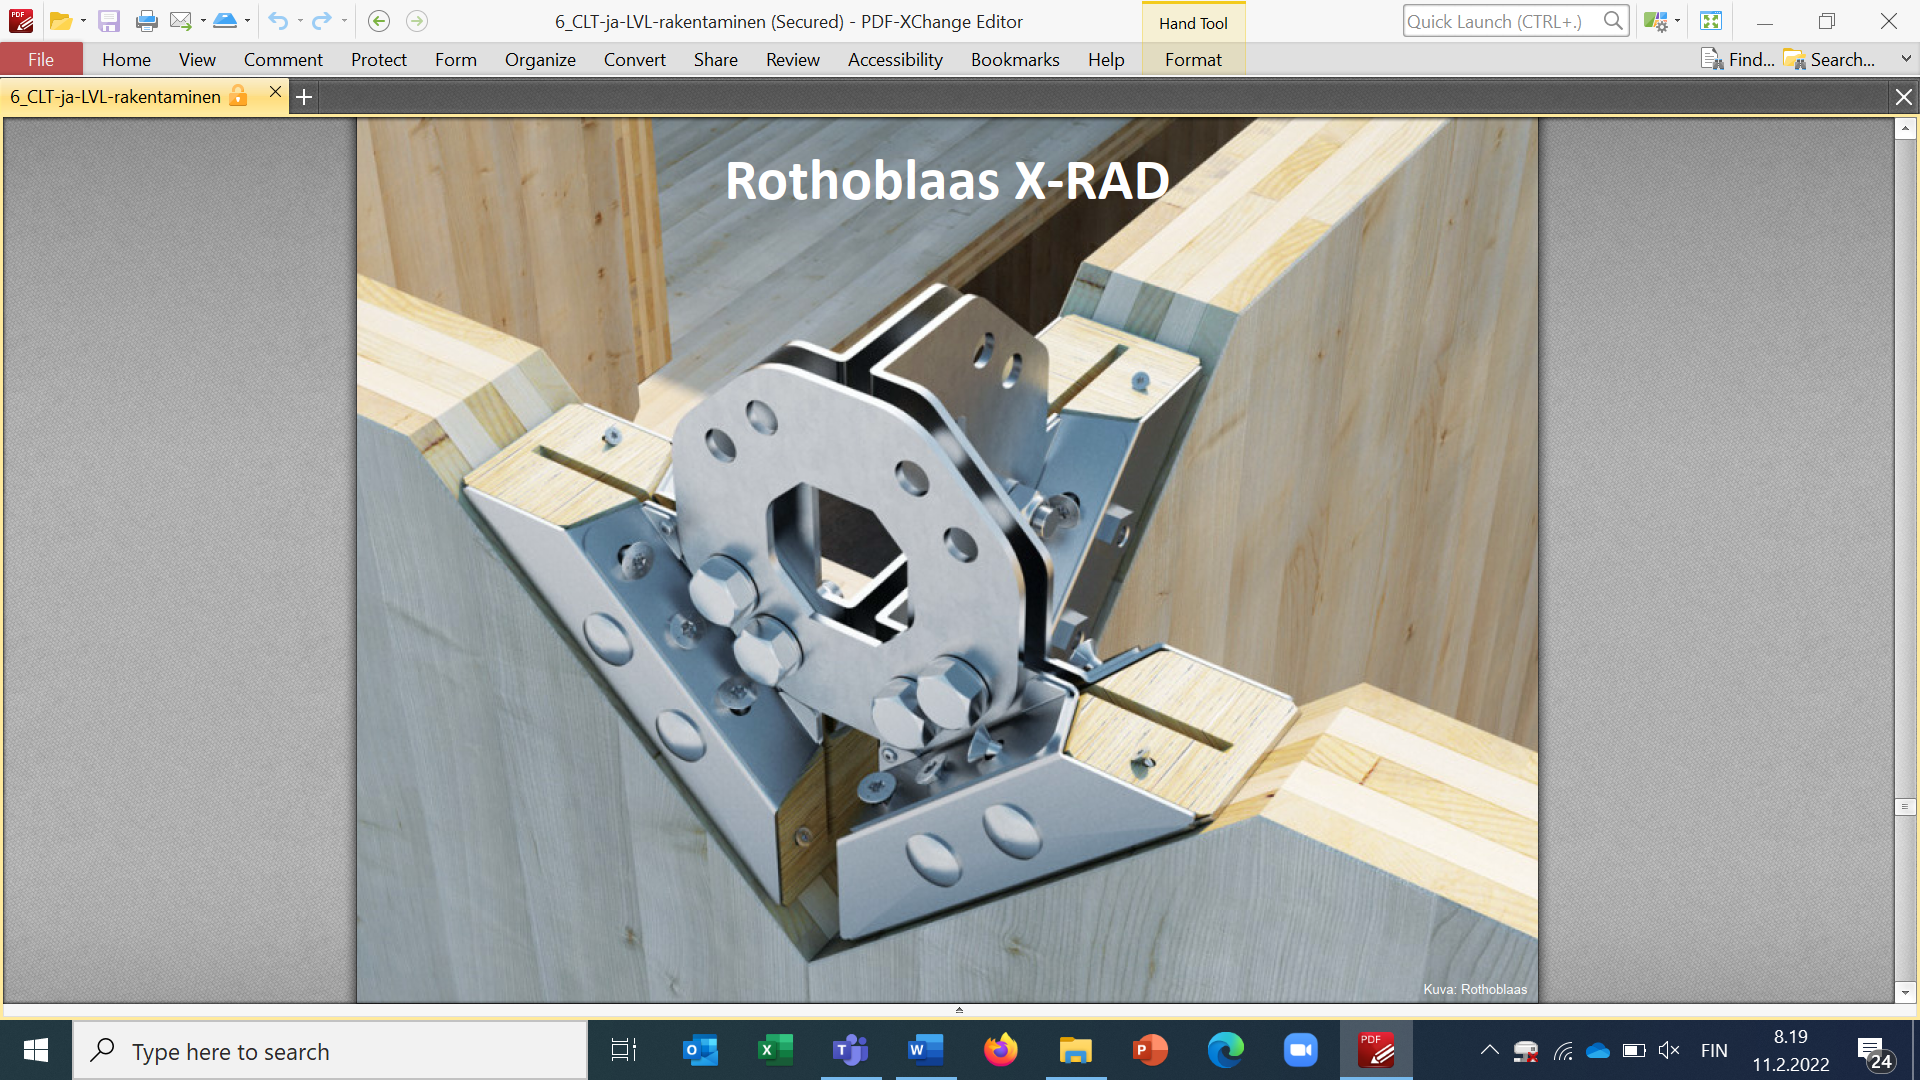 6_CLT-ja-LVL-rakentaminen (Secured) - PDF-XChange Editor
Hand Tool
Quick Launch (CTRL+.)
File Home View Comment Protect Form Organize Convert Share Review Accessibility Bookmarks Help Format Find... Search...
6_CLT-ja-LVL-rakentaminen
Rothoblaas X-RAD
Kuva: Rothoblaas
Type here to search
FIN
8.19
11.2.2022
24